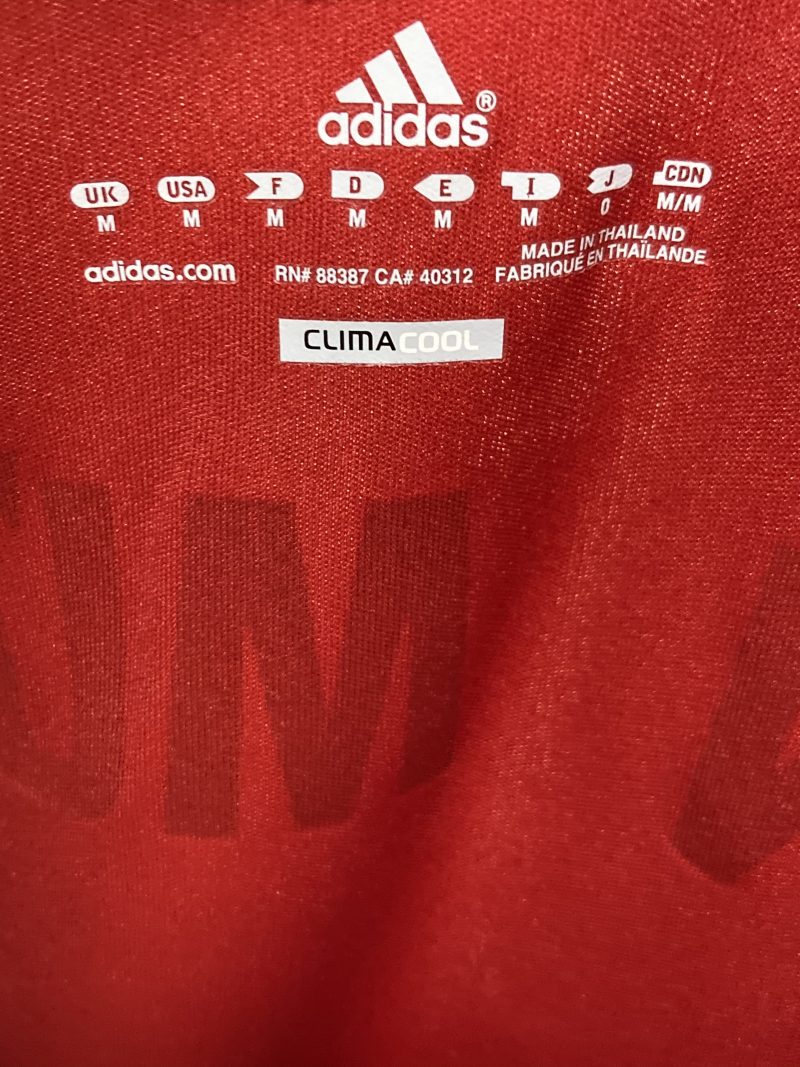 adidas®
UK USA F D E I J CDN
M M M M M M O M/M
adidas.com RN# 88387 CA# 40312 MADE IN THAILAND
FABRIQUÉ EN THAÏLANDE
CLIMACOOL
M